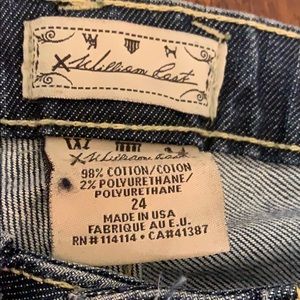 William Rast
William Rast
98% COTTON/COTON
2% POLYURETHANE/
POLYURETHANE
24
MADE IN USA
FABRIQUE AU E.U.
RN#114114 • CA#41387